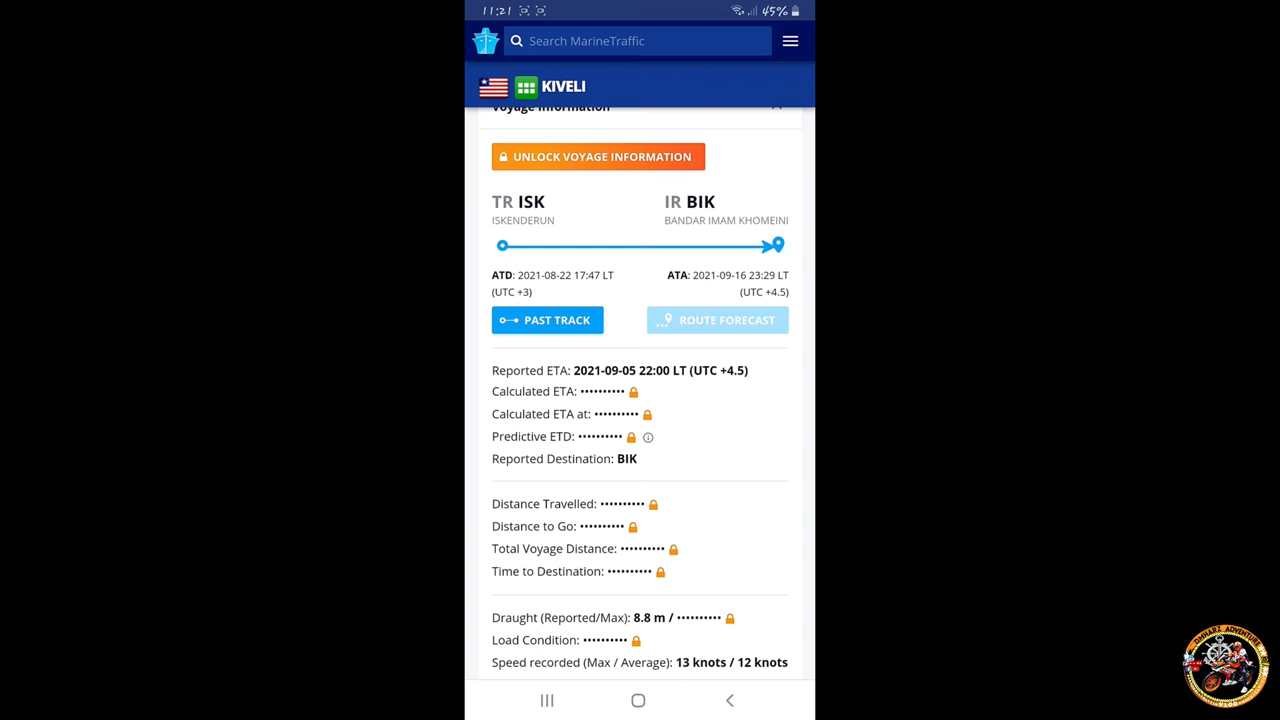 11:21
45%
Search MarineTraffic
KIVELI
Voyage Information
UNLOCK VOYAGE INFORMATION
TR ISK
IR BIK
ISKENDERUN
BANDAR IMAM KHOMEINI
ATD: 2021-08-22 17:47 LT
(UTC +3)
ATA: 2021-09-16 23:29 LT
(UTC +4.5)
PAST TRACK
ROUTE FORECAST
Reported ETA: 2021-09-05 22:00 LT (UTC +4.5)
Calculated ETA: ••••••••••
Calculated ETA at: ••••••••••
Predictive ETD: ••••••••••
Reported Destination: BIK
Distance Travelled: ••••••••••
Distance to Go: ••••••••••
Total Voyage Distance: ••••••••••
Time to Destination: ••••••••••
Draught (Reported/Max): 8.8 m / ••••••••••
Load Condition: ••••••••••
Speed recorded (Max / Average): 13 knots / 12 knots
VLOG